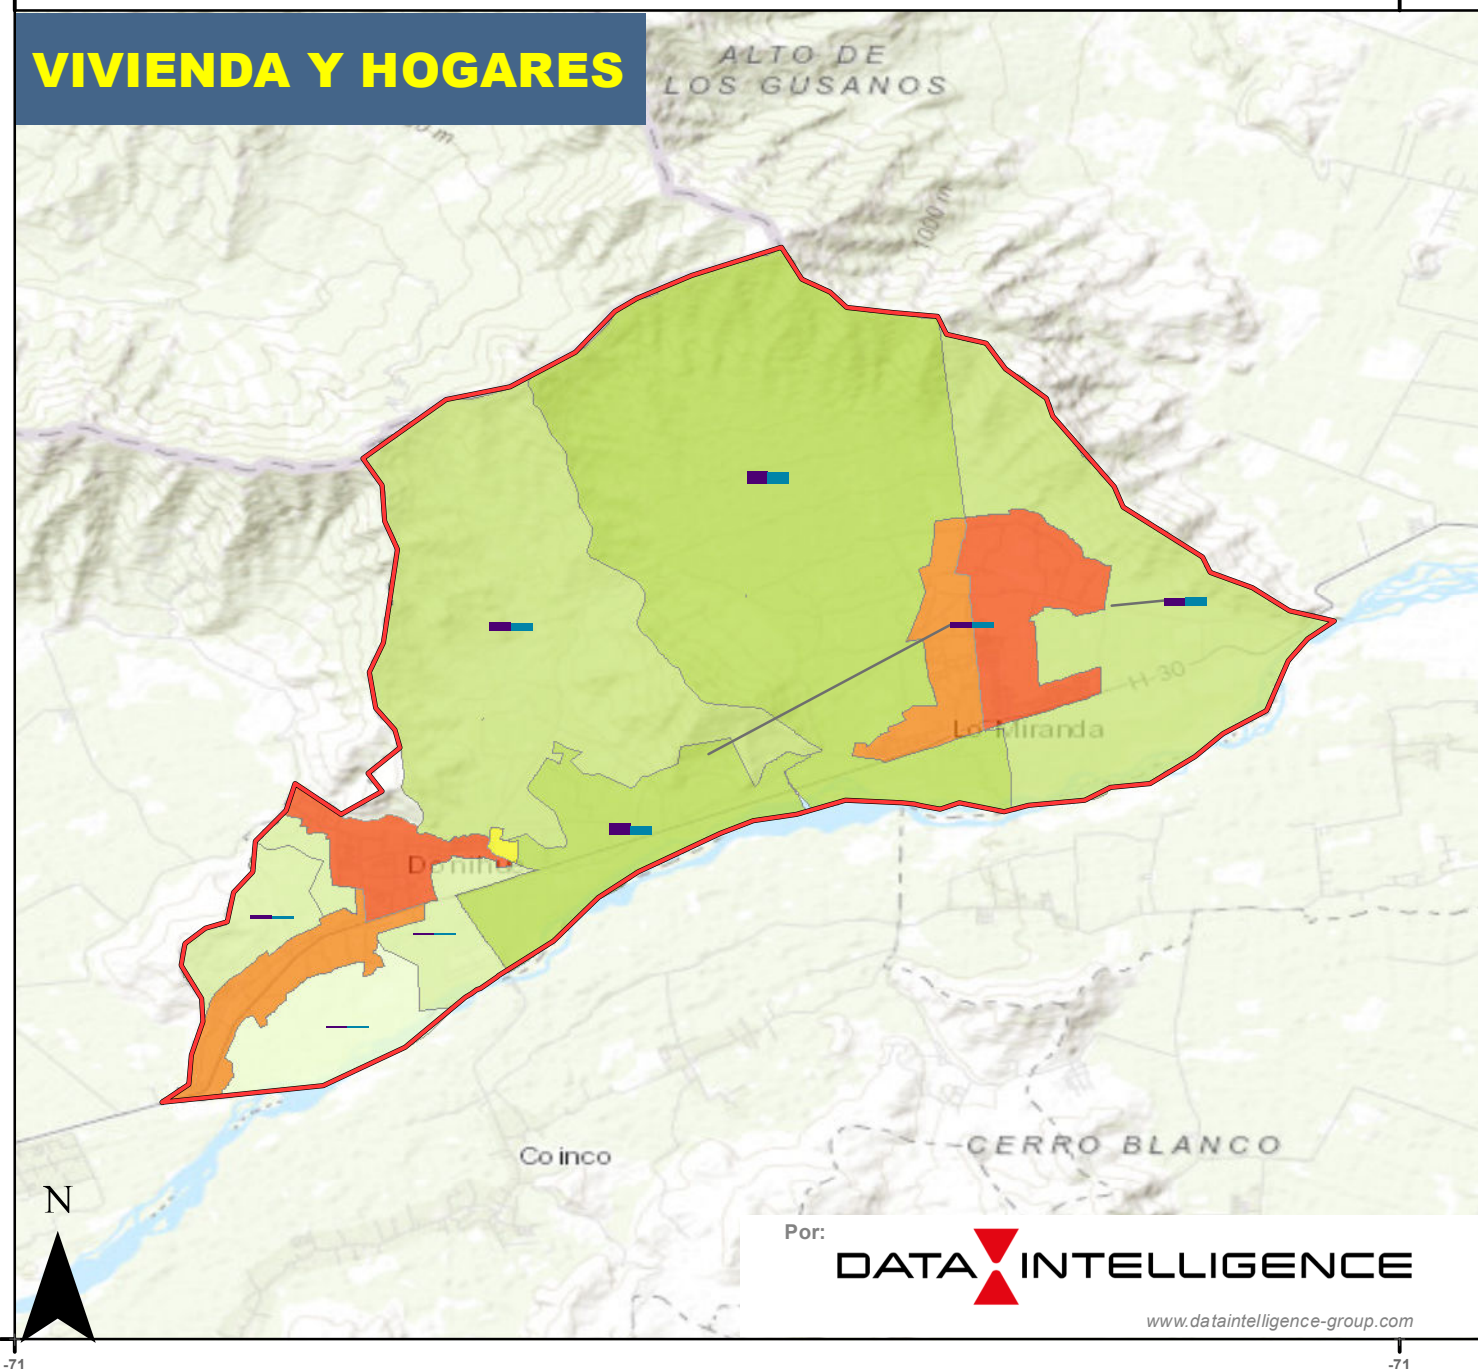 VIVIENDA Y HOGARES
ALTO DE
LOS GUSANOS
1000 m
H-30
Lo Miranda
Coinco
CERRO BLANCO
N
Por:
DATA INTELLIGENCE
www.dataintelligence-group.com
-71
-71